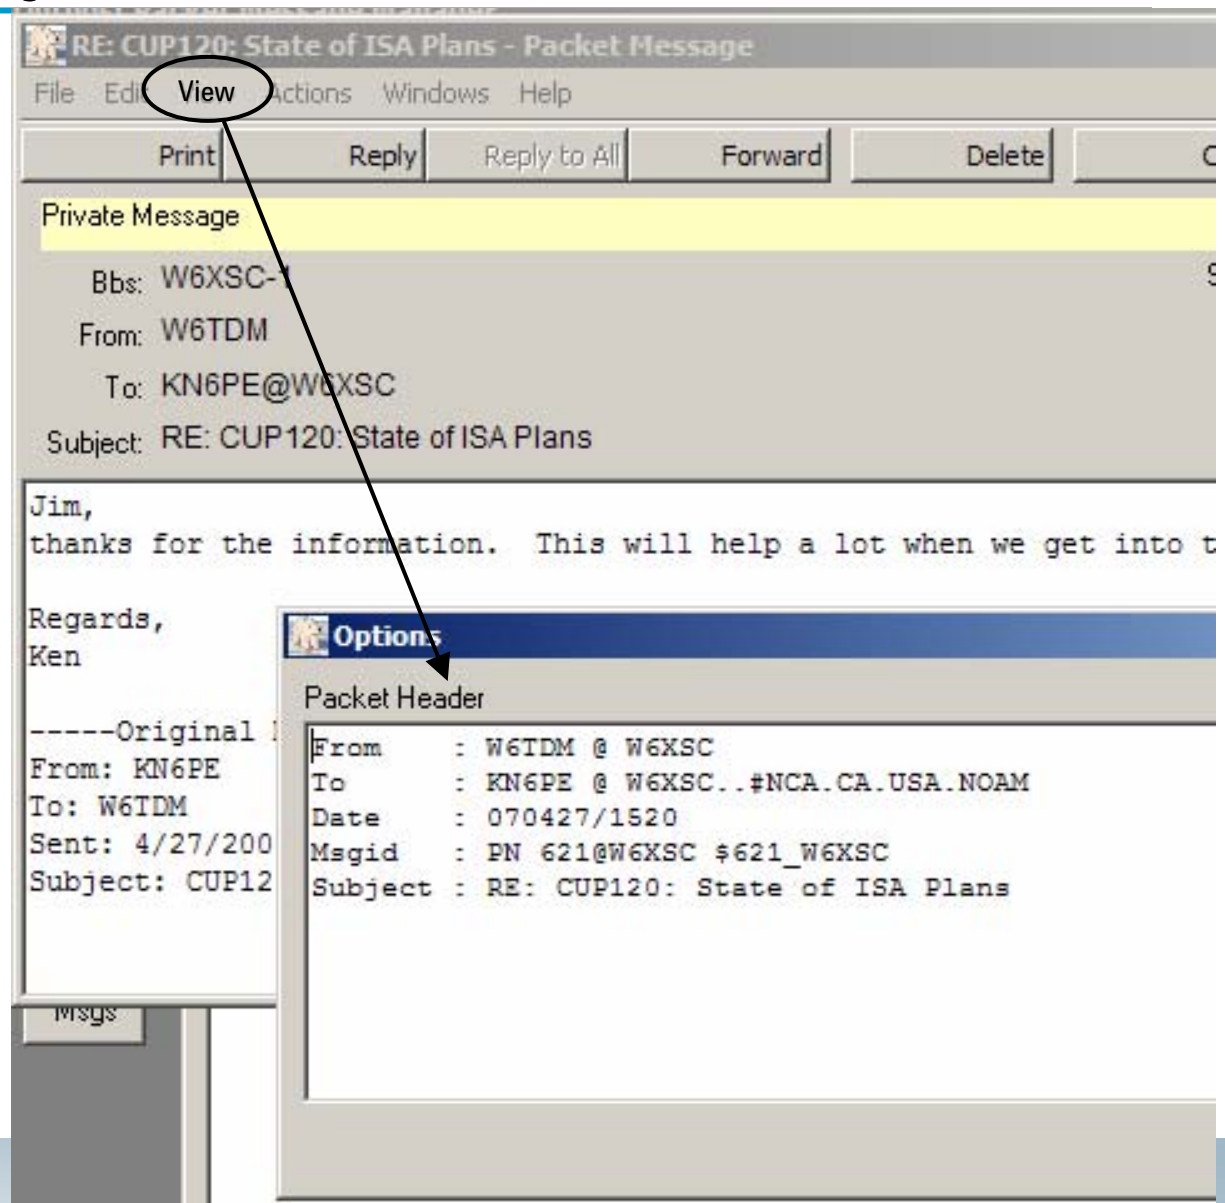 RE: CUP120: State of ISA Plans - Packet Message
File Edit View Actions Windows Help
Print Reply Reply to All Forward Delete
Private Message
Bbs: W6XSC-1
From: W6TDM
To: KN6PE@W6XSC
Subject: RE: CUP120: State of ISA Plans
Jim,
thanks for the information. This will help a lot when we get into t
Regards,
Ken
-----Original
From: KN6PE
To: W6TDM
Sent: 4/27/200
Subject: CUP12
Options
Packet Header
From : W6TDM @ W6XSC
To : KN6PE @ W6XSC..#NCA.CA.USA.NOAM
Date : 070427/1520
Msgid : PN 621@W6XSC $621_W6XSC
Subject : RE: CUP120: State of ISA Plans
Msgs